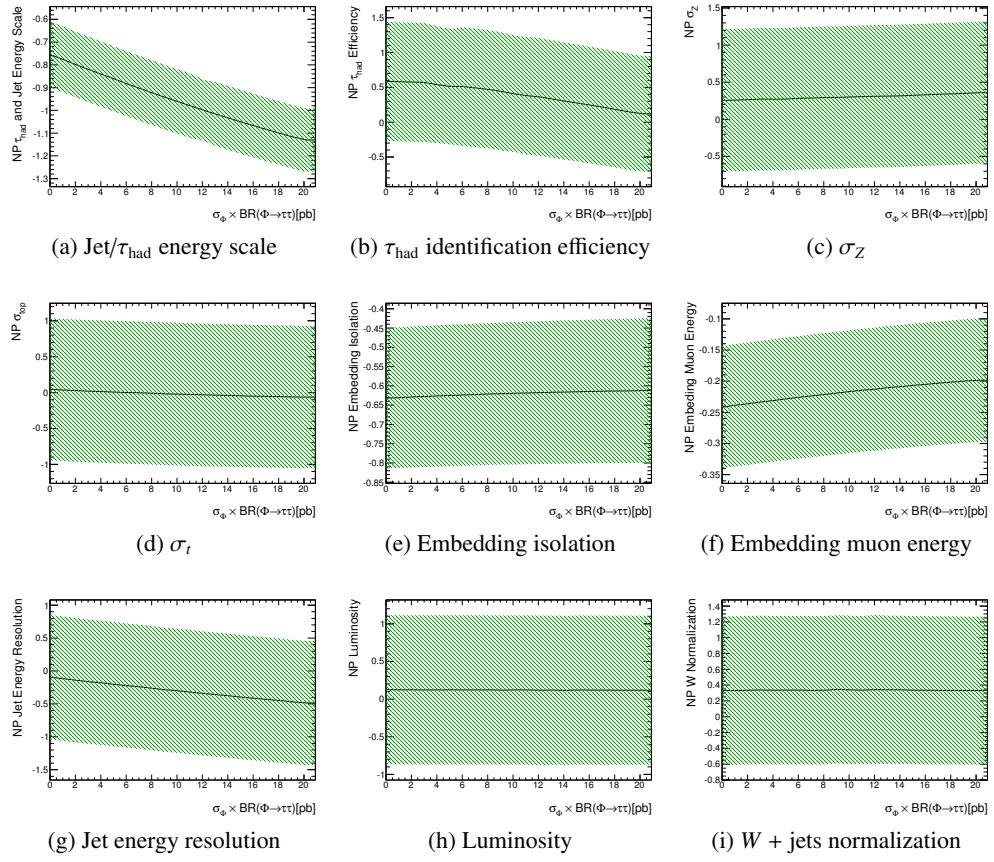 NP τhad and Jet Energy Scale
-0.6
-0.7
-0.8
-0.9
-1
-1.1
-1.2
-1.3
0 2 4 6 8 10 12 14 16 18 20
σΦ × BR(Φ→ττ)[pb]
(a) Jet/τhad energy scale
NP τhad Efficiency
1.5
1
0.5
0
-0.5
0 2 4 6 8 10 12 14 16 18 20
σΦ × BR(Φ→ττ)[pb]
(b) τhad identification efficiency
NP σZ
1.5
1
0.5
0
-0.5
0 2 4 6 8 10 12 14 16 18 20
σΦ × BR(Φ→ττ)[pb]
(c) σZ
NP σtop
1
0.5
0
-0.5
-1
0 2 4 6 8 10 12 14 16 18 20
σΦ × BR(Φ→ττ)[pb]
(d) σt
NP Embedding Isolation
-0.4
-0.45
-0.5
-0.55
-0.6
-0.65
-0.7
-0.75
-0.8
-0.85
0 2 4 6 8 10 12 14 16 18 20
σΦ × BR(Φ→ττ)[pb]
(e) Embedding isolation
NP Embeding Muon Energy
-0.1
-0.15
-0.2
-0.25
-0.3
-0.35
0 2 4 6 8 10 12 14 16 18 20
σΦ × BR(Φ→ττ)[pb]
(f) Embedding muon energy
NP Jet Energy Resolution
1
0.5
0
-0.5
-1
-1.5
0 2 4 6 8 10 12 14 16 18 20
σΦ × BR(Φ→ττ)[pb]
(g) Jet energy resolution
NP Luminosity
1
0.5
0
-0.5
-1
0 2 4 6 8 10 12 14 16 18 20
σΦ × BR(Φ→ττ)[pb]
(h) Luminosity
NP W Normalization
1.4
1.2
1
0.8
0.6
0.4
0.2
0
-0.2
-0.4
-0.6
-0.8
0 2 4 6 8 10 12 14 16 18 20
σΦ × BR(Φ→ττ)[pb]
(i) W + jets normalization